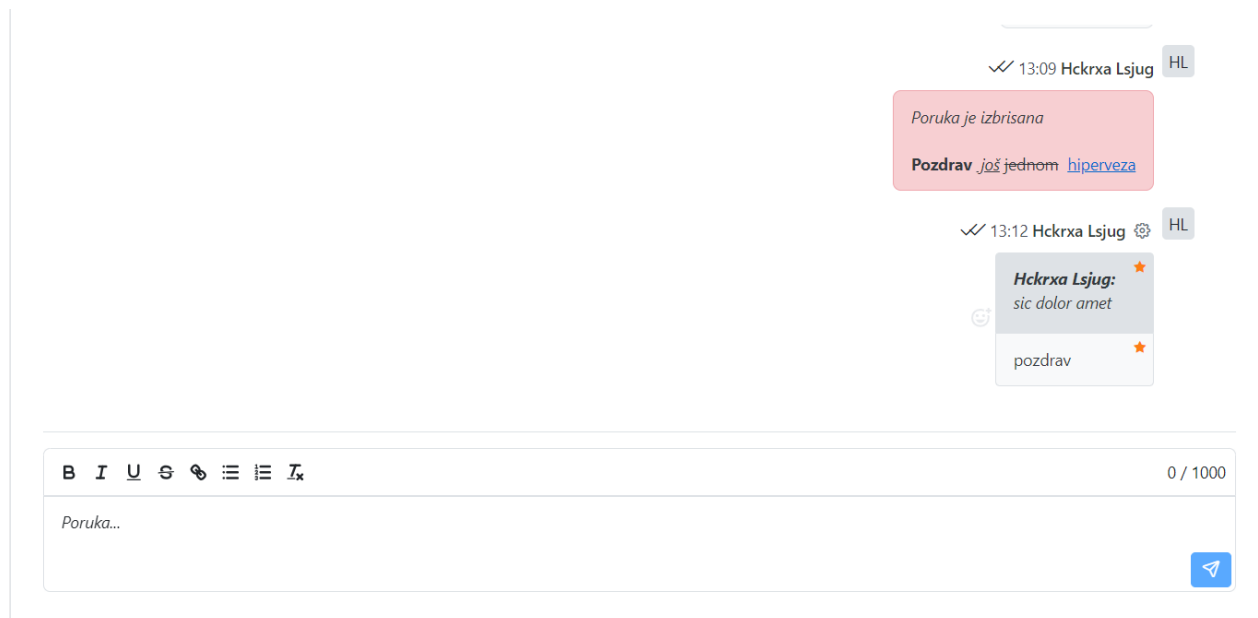 13:09 Hckrxa Lsjug HL
Poruka je izbrisana
Pozdrav još jednom hiperveza
13:12 Hckrxa Lsjug HL
Hckrxa Lsjug:
sic dolor amet
pozdrav
B I U S Tx 0 / 1000
Poruka...